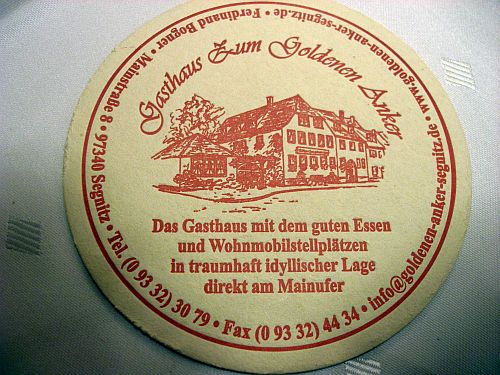 Gasthaus Zum Goldenen Anker
Das Gasthaus mit dem guten Essen
und Wohnmobilstellplätzen
in traumhaft idyllischer Lage
direkt am Mainufer
Ferdinand Bogner • Mainstraße 8 • 97340 Segnitz • Tel. (0 93 32) 30 79 • Fax (0 93 32) 44 34 • info@goldenen-anker-segnitz.de • www.goldenen-anker-segnitz.de •